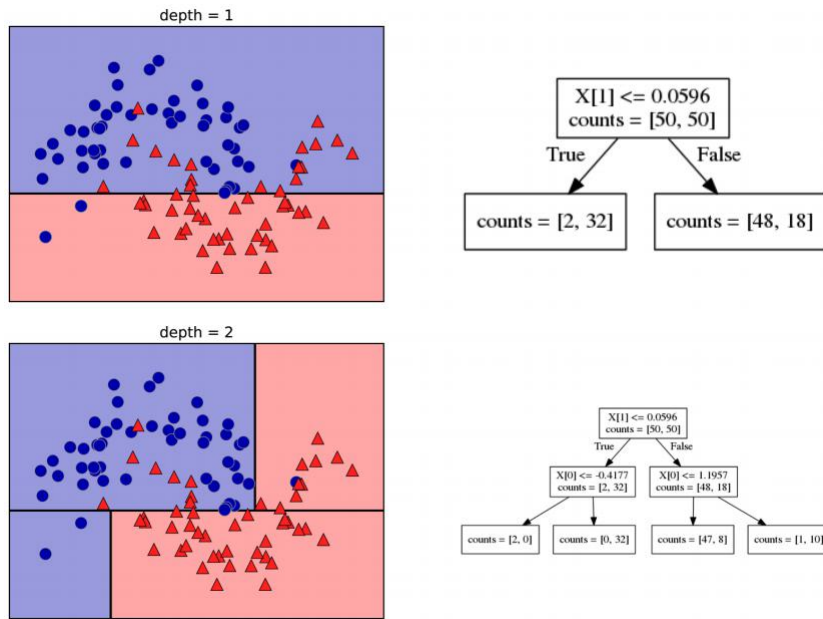 depth = 1
X[1] <= 0.0596
counts = [50, 50]
True
False
counts = [2, 32]
counts = [48, 18]
depth = 2
X[1] <= 0.0596
counts = [50, 50]
True
False
X[0] <= -0.4177
counts = [2, 32]
X[0] <= 1.1957
counts = [48, 18]
counts = [2, 0]
counts = [0, 32]
counts = [47, 8]
counts = [1, 10]